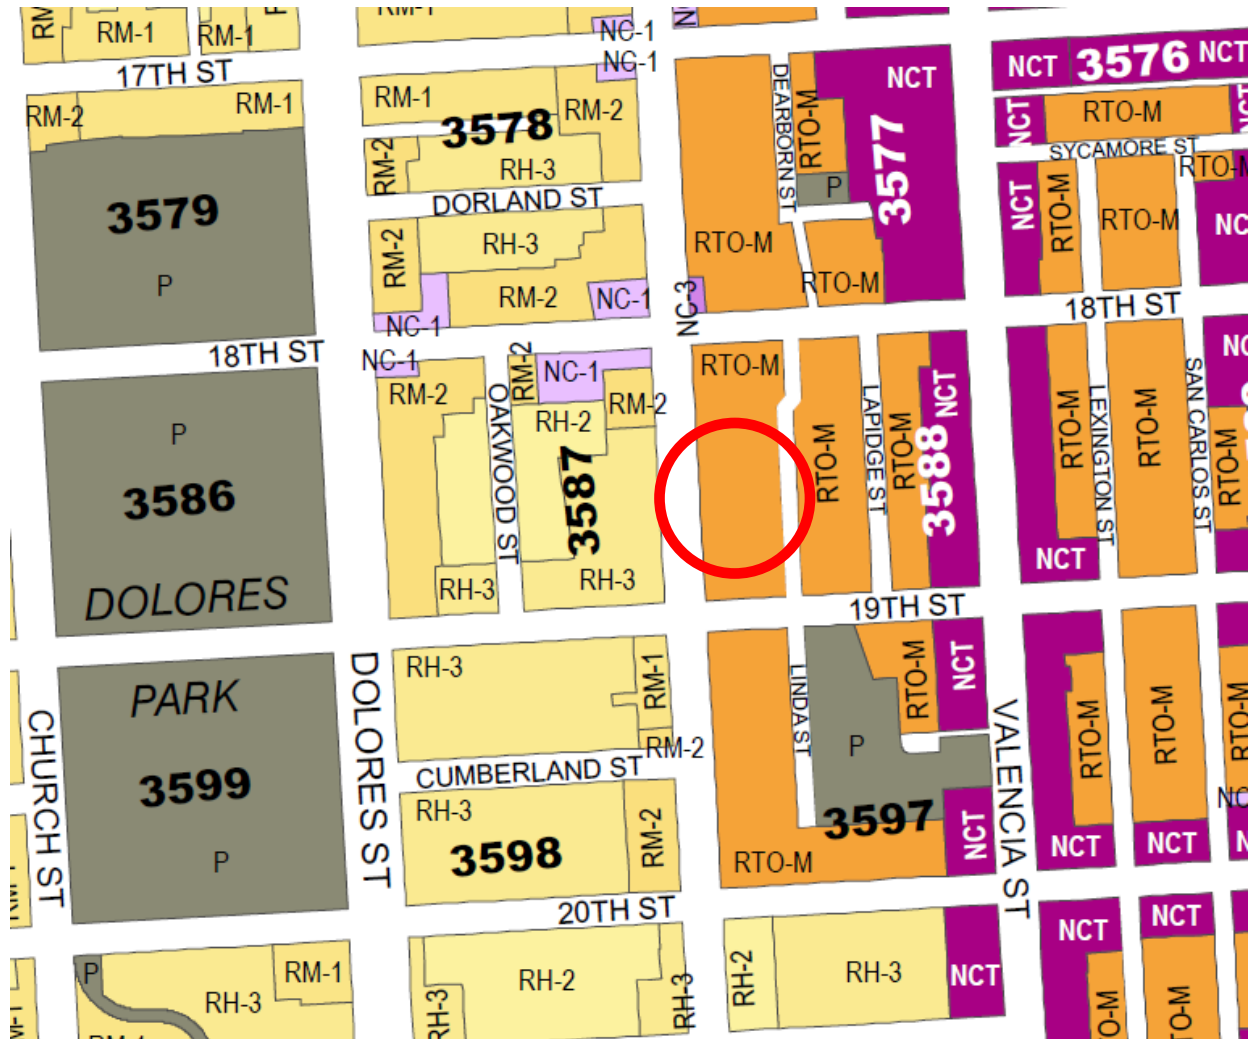 RM-1
RM-1
RM-1
NC-1
17TH ST
NC-1
NCT
3576
NCT
NCT
RM-2
RM-1
RM-1
RM-2
3578
DEARBORN ST
RTO-M
NCT
RTO-M
SYCAMORE ST
RM-2
RH-3
P
3577
RTO-M
3579
DORLAND ST
RM-2
RH-3
RTO-M
NCT
RTO-M
RTO-M
P
RM-2
NC-1
RTO-M
NC-3
18TH ST
NC-1
18TH ST
NC-1
RM-2
NC-1
RTO-M
RM-2
OAKWOOD ST
RM-2
RH-2
P
3586
3587
RTO-M
LAPIDGE ST
RTO-M
NCT
3588
RTO-M
LEXINGTON ST
RTO-M
SAN CARLOS ST
RTO-M
NCT
DOLORES
RH-3
RH-3
19TH ST
RH-3
RM-1
LINDA ST
RTO-M
NCT
PARK
DOLORES ST
RM-2
P
VALENCIA ST
RTO-M
RTO-M
RTO-M
CHURCH ST
3599
CUMBERLAND ST
RH-3
RM-2
3597
NCT
NCT
NCT
P
3598
RTO-M
20TH ST
NCT
NCT
P
RM-1
RH-3
RH-3
RH-2
RH-3
RH-2
RH-3
NCT